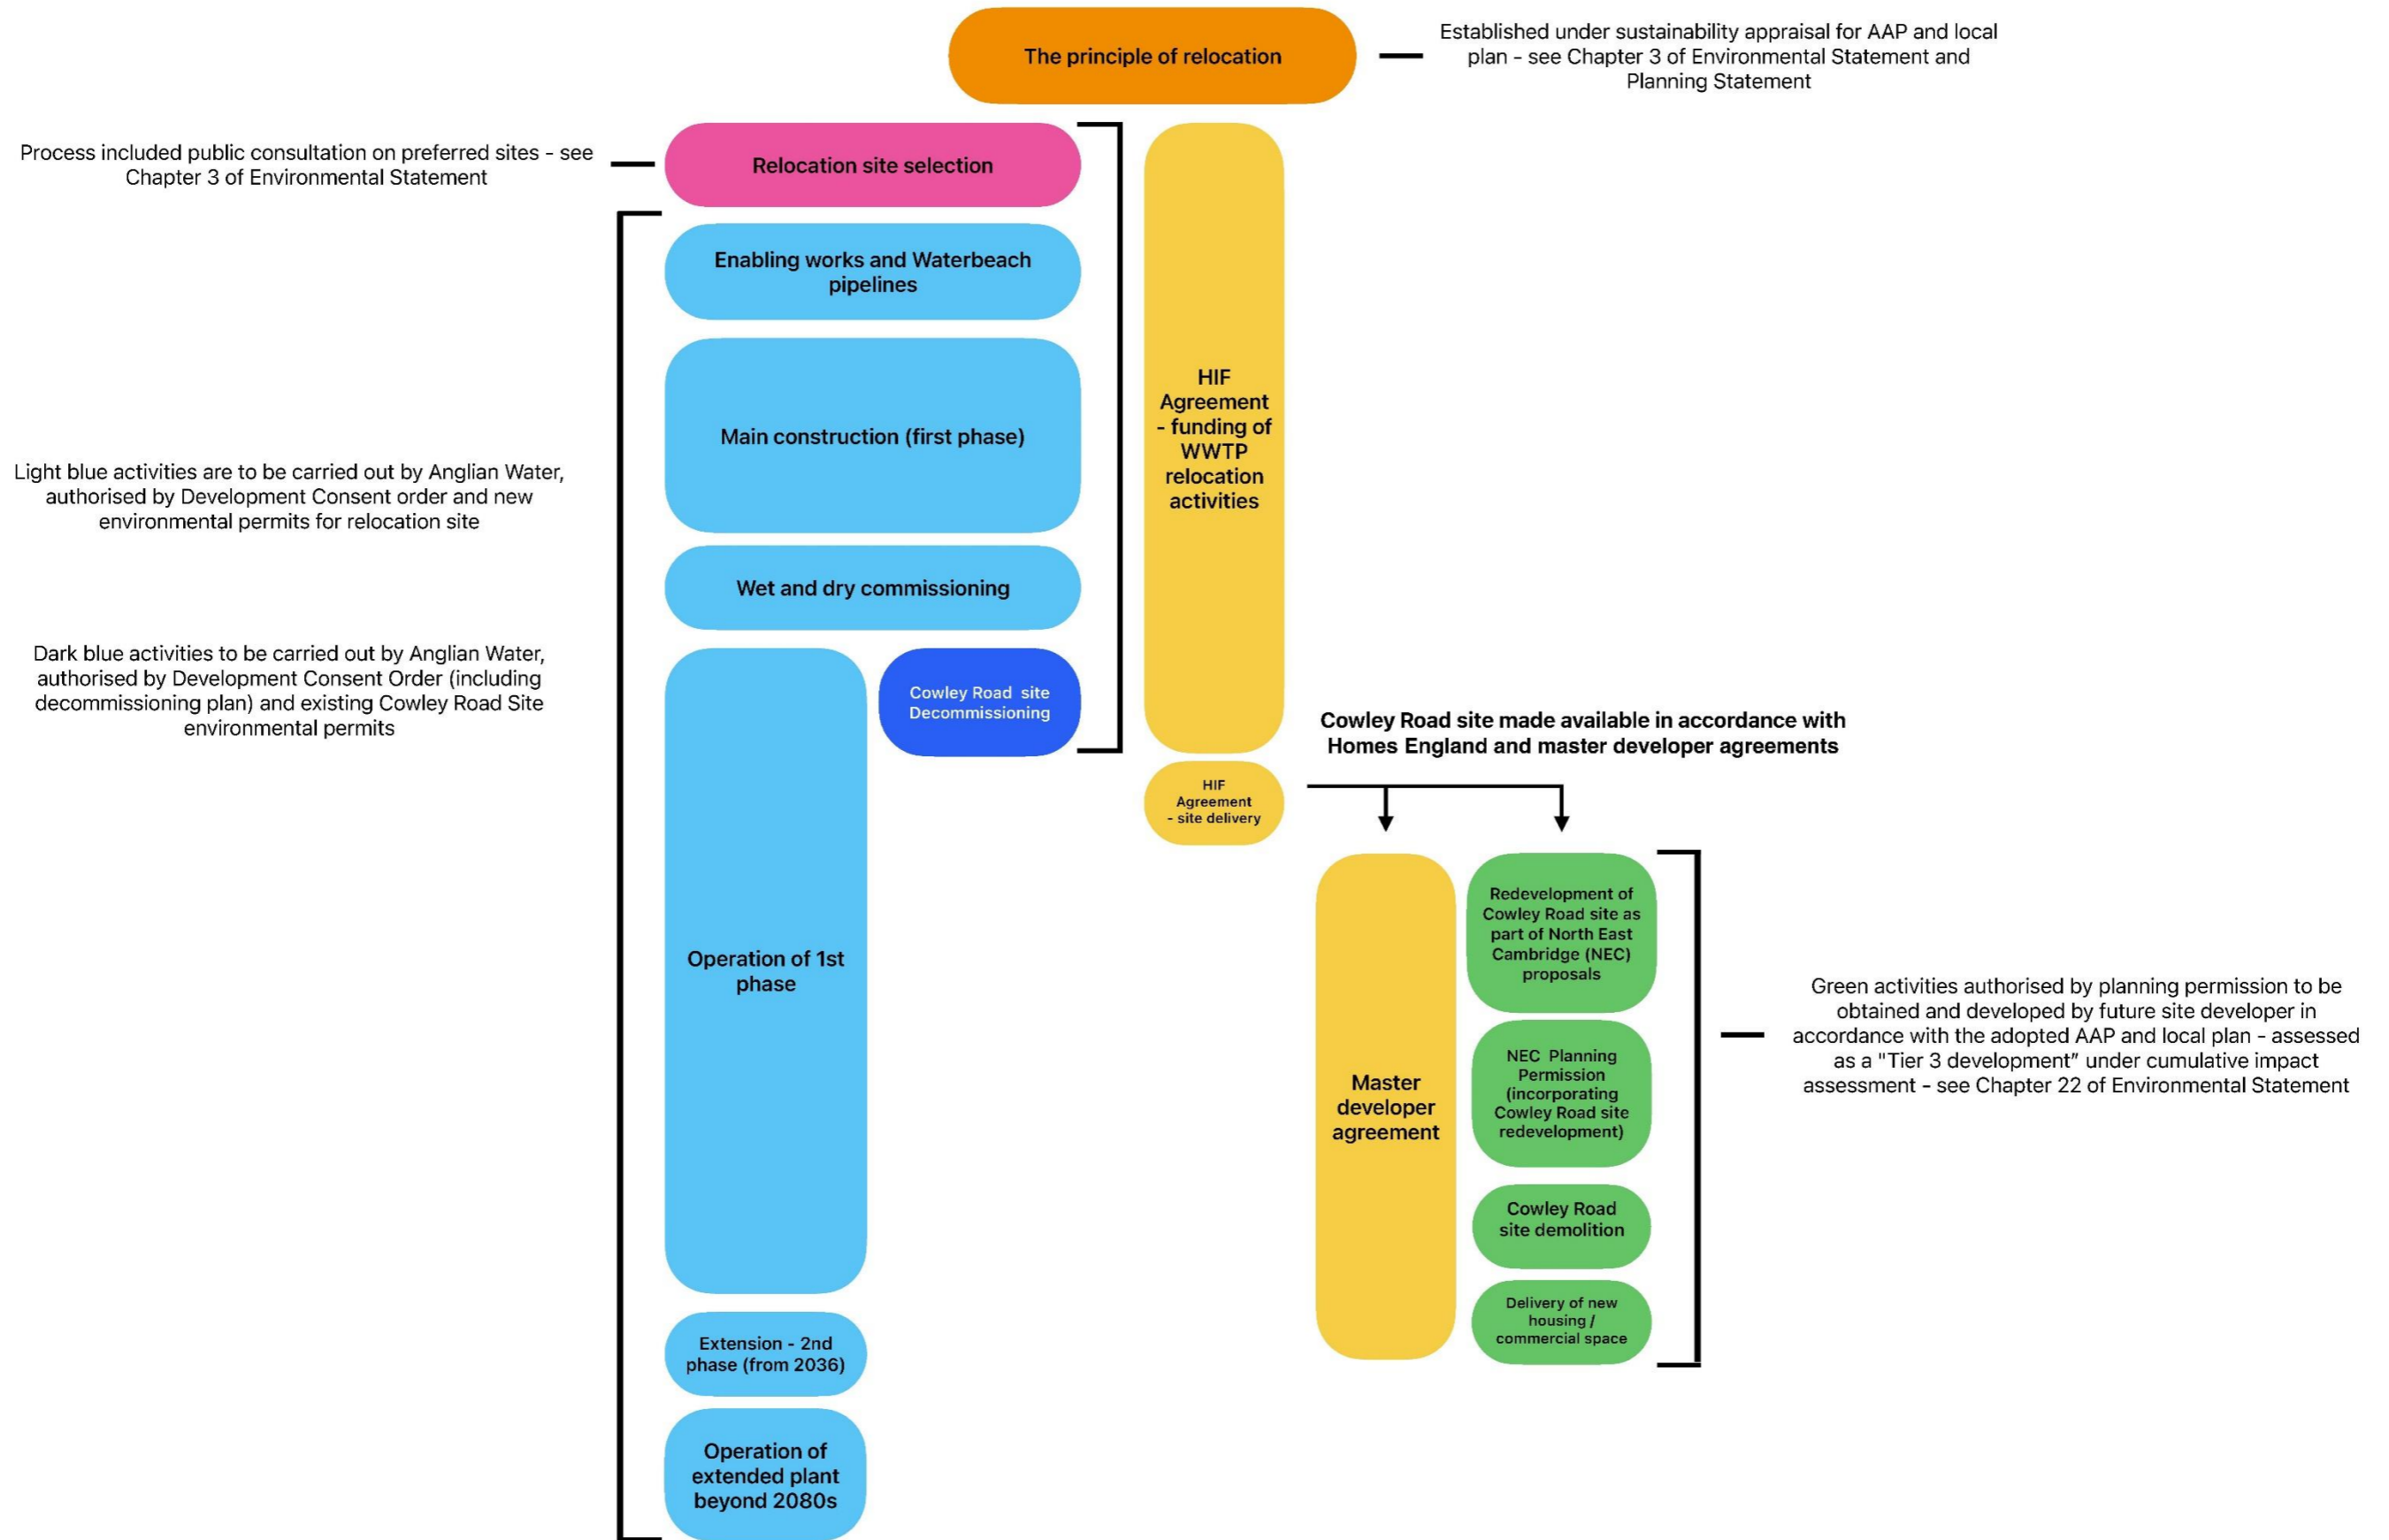 The principle of relocation
Established under sustainability appraisal for AAP and local
plan - see Chapter 3 of Environmental Statement and
Planning Statement
Process included public consultation on preferred sites - see
Chapter 3 of Environmental Statement
Relocation site selection
Enabling works and Waterbeach
pipelines
Main construction (first phase)
HIF
Agreement
- funding of
WWTP
relocation
activities
Light blue activities are to be carried out by Anglian Water,
authorised by Development Consent order and new
environmental permits for relocation site
Wet and dry commissioning
Dark blue activities to be carried out by Anglian Water,
authorised by Development Consent Order (including
decommissioning plan) and existing Cowley Road Site
environmental permits
Cowley Road site
Decommissioning
Cowley Road site made available in accordance with
Homes England and master developer agreements
HIF
Agreement
- site delivery
Operation of 1st
phase
Master
developer
agreement
Redevelopment of
Cowley Road site as
part of North East
Cambridge (NEC)
proposals
NEC Planning
Permission
(incorporating
Cowley Road site
redevelopment)
Cowley Road
site demolition
Delivery of new
housing /
commercial space
Green activities authorised by planning permission to be
obtained and developed by future site developer in
accordance with the adopted AAP and local plan - assessed
as a "Tier 3 development” under cumulative impact
assessment - see Chapter 22 of Environmental Statement
Extension - 2nd
phase (from 2036)
Operation of
extended plant
beyond 2080s